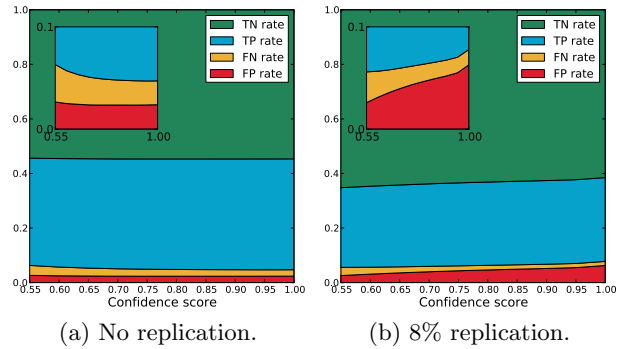 1.0
0.8
0.6
0.4
0.2
0.0
0.55 0.60 0.65 0.70 0.75 0.80 0.85 0.90 0.95 1.00
Confidence score
0.1
0.0
0.55 1.00
TN rate
TP rate
FN rate
FP rate
(a) No replication.
1.0
0.8
0.6
0.4
0.2
0.0
0.55 0.60 0.65 0.70 0.75 0.80 0.85 0.90 0.95 1.00
Confidence score
0.1
0.0
0.55 1.00
TN rate
TP rate
FN rate
FP rate
(b) 8% replication.